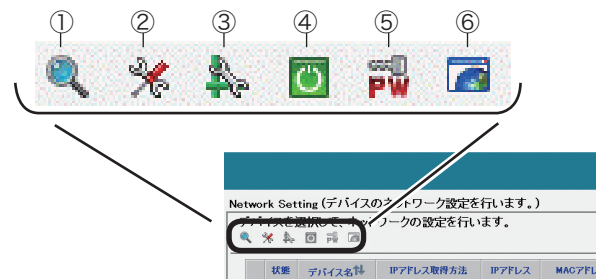 ① ② ③ ④ ⑤ ⑥
PW
Network Setting (デバイスのネットワーク設定を行います。)
デバイスを選択して、ネットワークの設定を行います。
状態 デバイス名 IPアドレス取得方法 IPアドレス MACアドレ